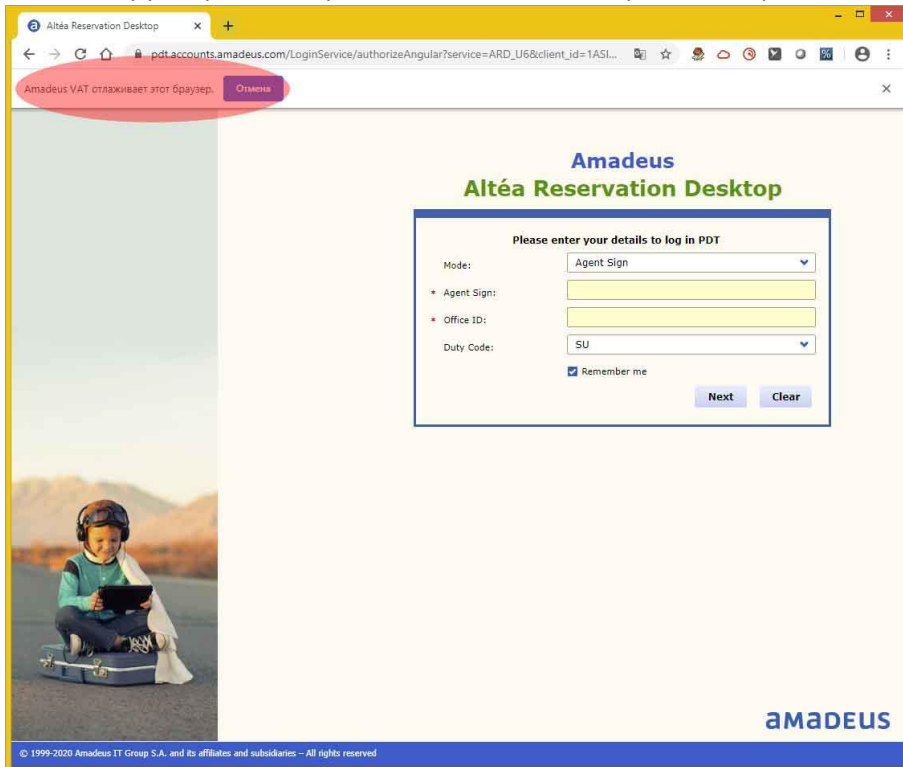 Altéa Reservation Desktop
pdt.accounts.amadeus.com/LoginService/authorizeAngular?service=ARD_U6&client_id=1ASI...
Amadeus VAT отлаживает этот браузер. Отмена
Amadeus
Altéa Reservation Desktop
Please enter your details to log in PDT
Mode: Agent Sign
* Agent Sign:
* Office ID:
Duty Code: SU
Remember me
Next Clear
amadeus
© 1999-2020 Amadeus IT Group S.A. and its affiliates and subsidiaries – All rights reserved